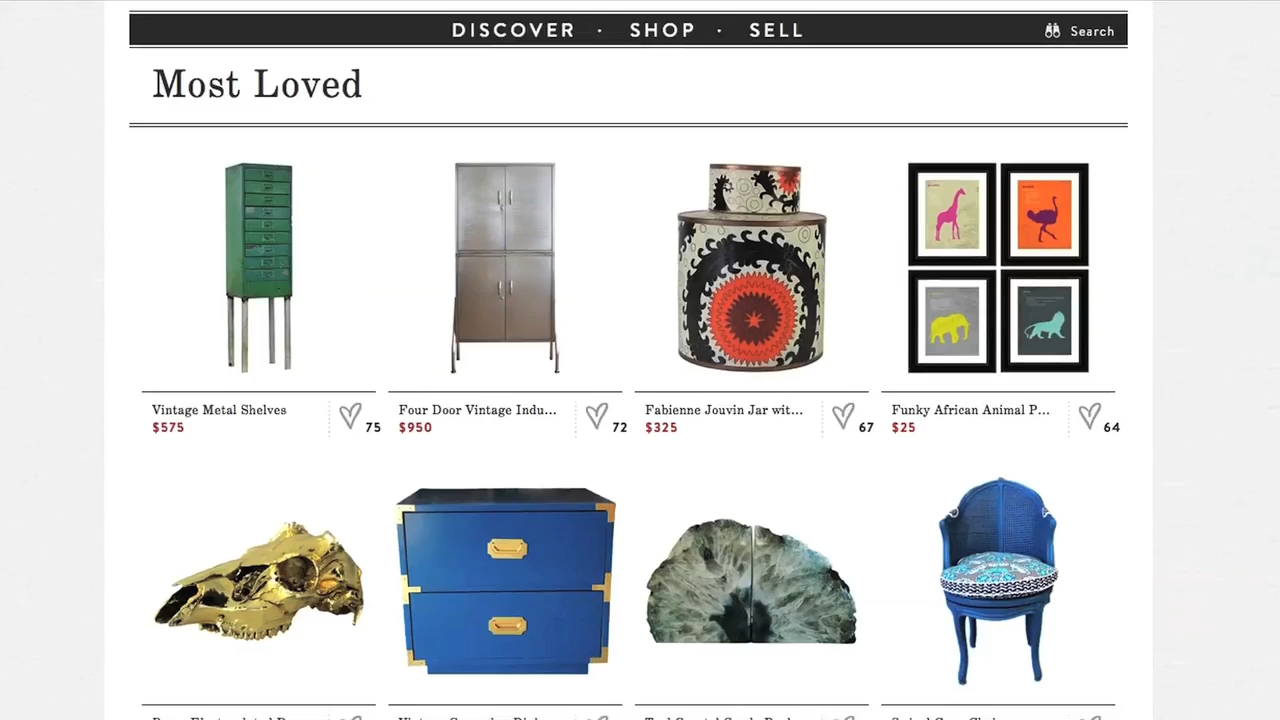 DISCOVER · SHOP · SELL
Search
Most Loved
Vintage Metal Shelves
$575
75
Four Door Vintage Indu...
$950
72
Fabienne Jouvin Jar wit...
$325
67
Funky African Animal P...
$25
64